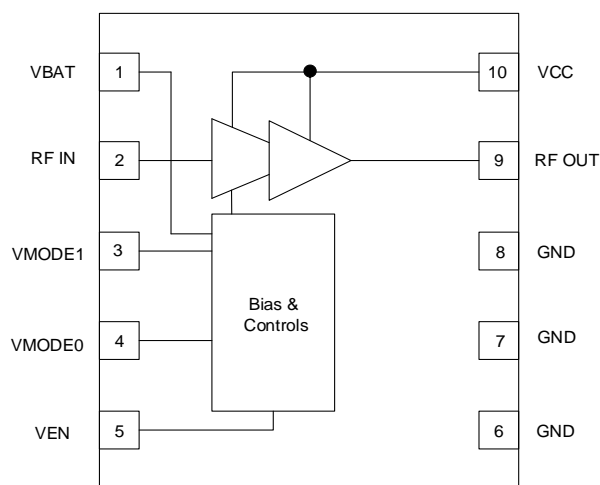 VBAT 1 10 VCC
RF IN 2 9 RF OUT
VMODE1 3 8 GND
Bias &
Controls
VMODE0 4 7 GND
VEN 5 6 GND